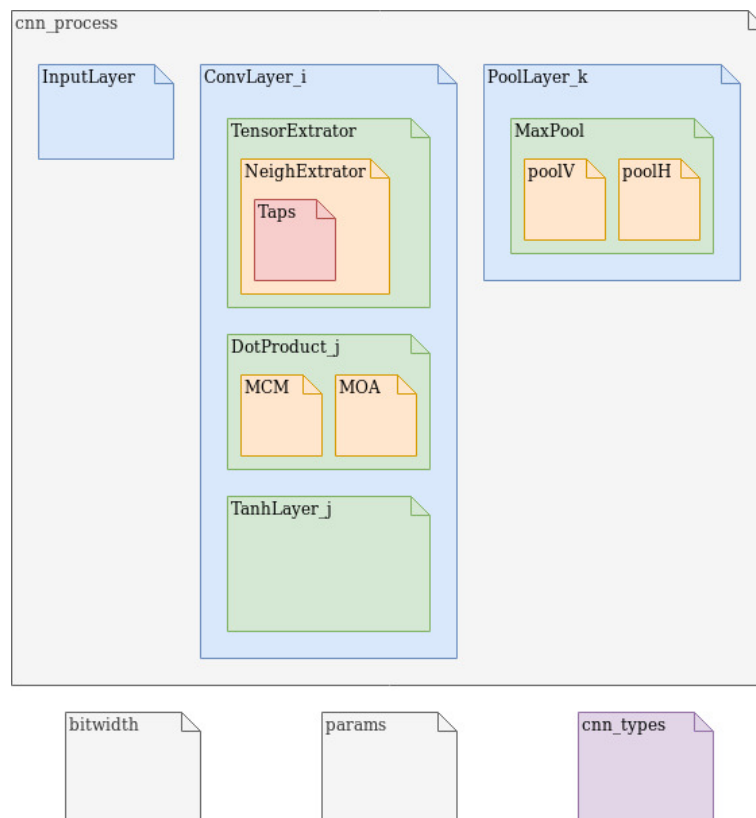 cnn_process
InputLayer
ConvLayer_i
PoolLayer_k
TensorExtrator
MaxPool
NeighExtrator
poolV
poolH
Taps
DotProduct_j
MCM
MOA
TanhLayer_j
bitwidth
params
cnn_types